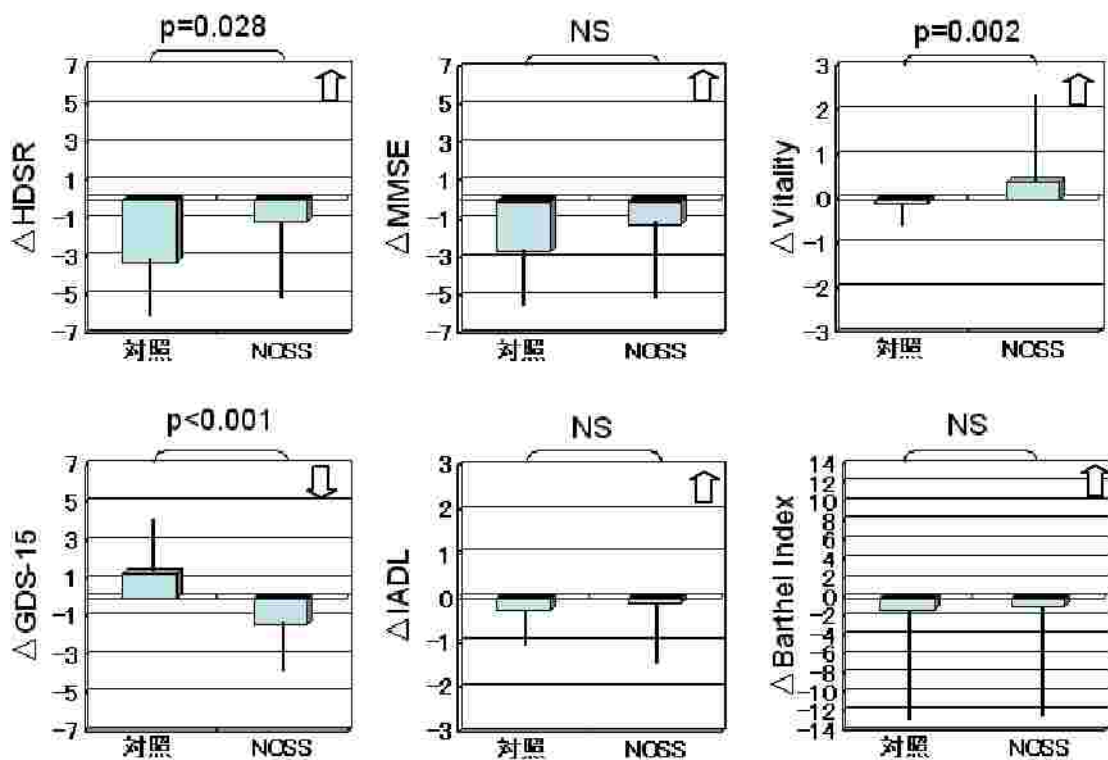 p=0.028
△HDSR
7
5
3
1
−1
−3
−5
−7
対照 NOSS
NS
△MMSE
7
5
3
1
−1
−3
−5
−7
対照 NOSS
p=0.002
△Vitality
3
2
1
0
−1
−2
−3
対照 NOSS
p<0.001
△GDS-15
7
5
3
1
−1
−3
−5
−7
対照 NOSS
NS
△IADL
3
2
1
0
−1
−2
−3
対照 NOSS
NS
△Barthel Index
14
12
10
8
6
4
2
0
−2
−4
−6
−8
−10
−12
−14
対照 NOSS